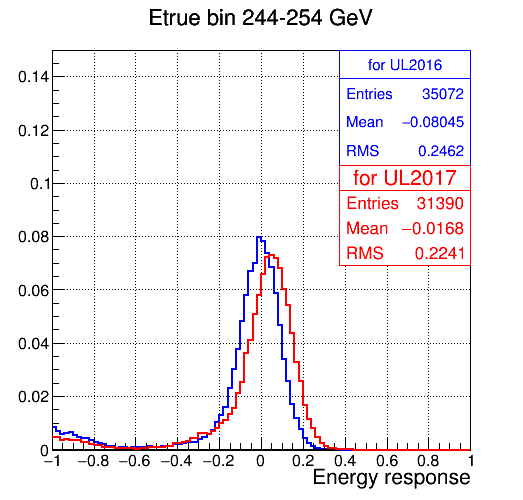 Etrue bin 244-254 GeV
for UL2016
Entries 35072
Mean −0.08045
RMS 0.2462
for UL2017
Entries 31390
Mean −0.0168
RMS 0.2241
0.14
0.12
0.1
0.08
0.06
0.04
0.02
0
−1 −0.8 −0.6 −0.4 −0.2 0 0.2 0.4 0.6 0.8 1
Energy response